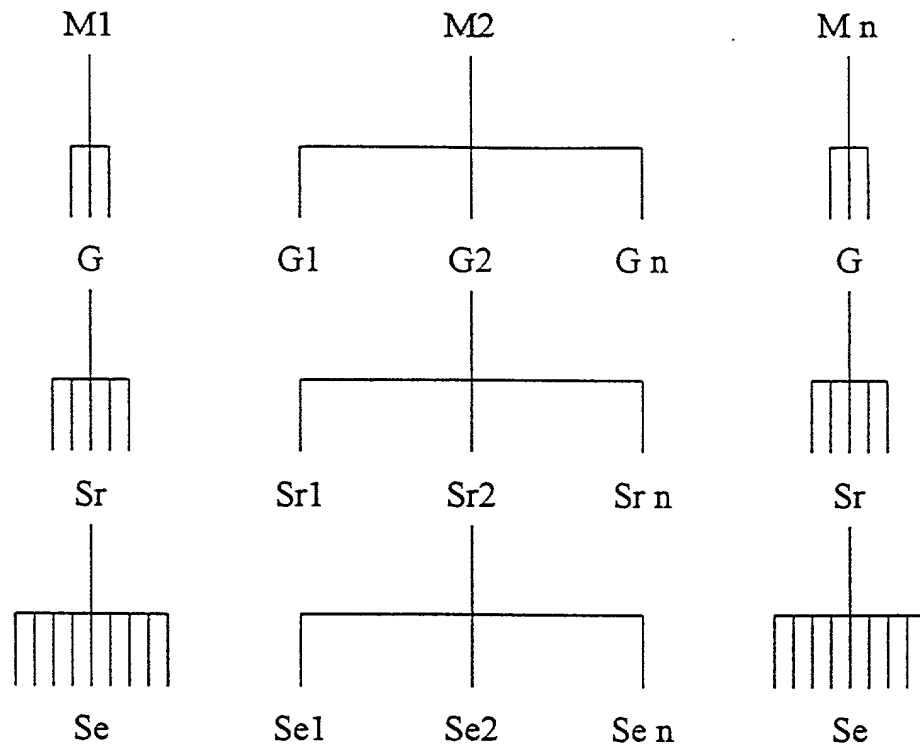 M1 M2 M n
G G1 G2 G n G
Sr Sr1 Sr2 Sr n Sr
Se Se1 Se2 Se n Se